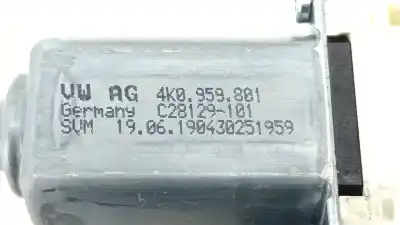 VW AG 4K0.959.801
Germany C28129-101
SVM 19.06.190430251959